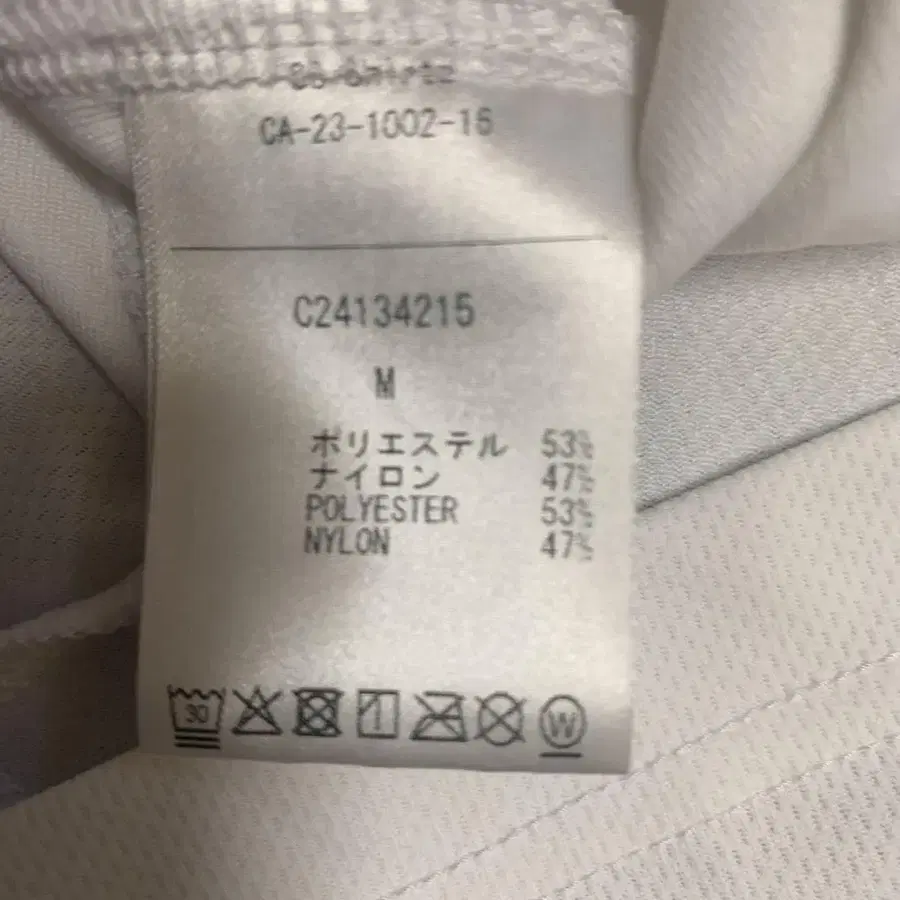 CA-23-1002-16
C24134215
M
ポリエステル 53%
ナイロン 47%
POLYESTER 53%
NYLON 47%
30
W